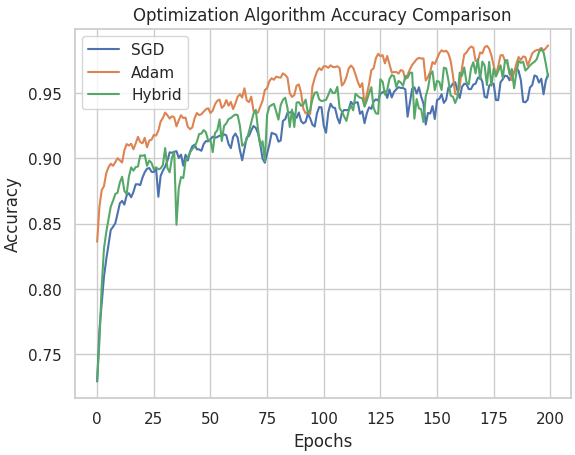 Optimization Algorithm Accuracy Comparison
SGD
Adam
Hybrid
0.95
0.90
0.85
0.80
0.75
Accuracy
0 25 50 75 100 125 150 175 200
Epochs